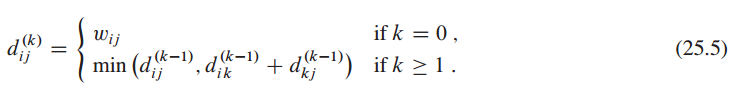 d_{ij}^{(k)} = { w_{ij} if k = 0 ,
min (d_{ij}^{(k-1)}, d_{ik}^{(k-1)} + d_{kj}^{(k-1)}) if k ≥ 1 .
(25.5)